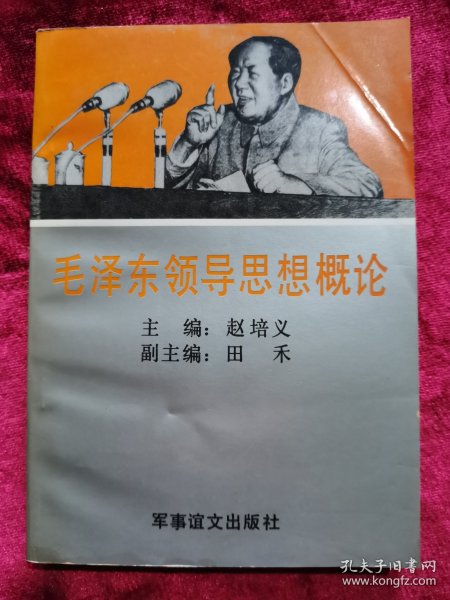 毛泽东领导思想概论
主 编：赵培义
副主编：田 禾
军事谊文出版社
孔夫子旧书网
www.kongfz.com